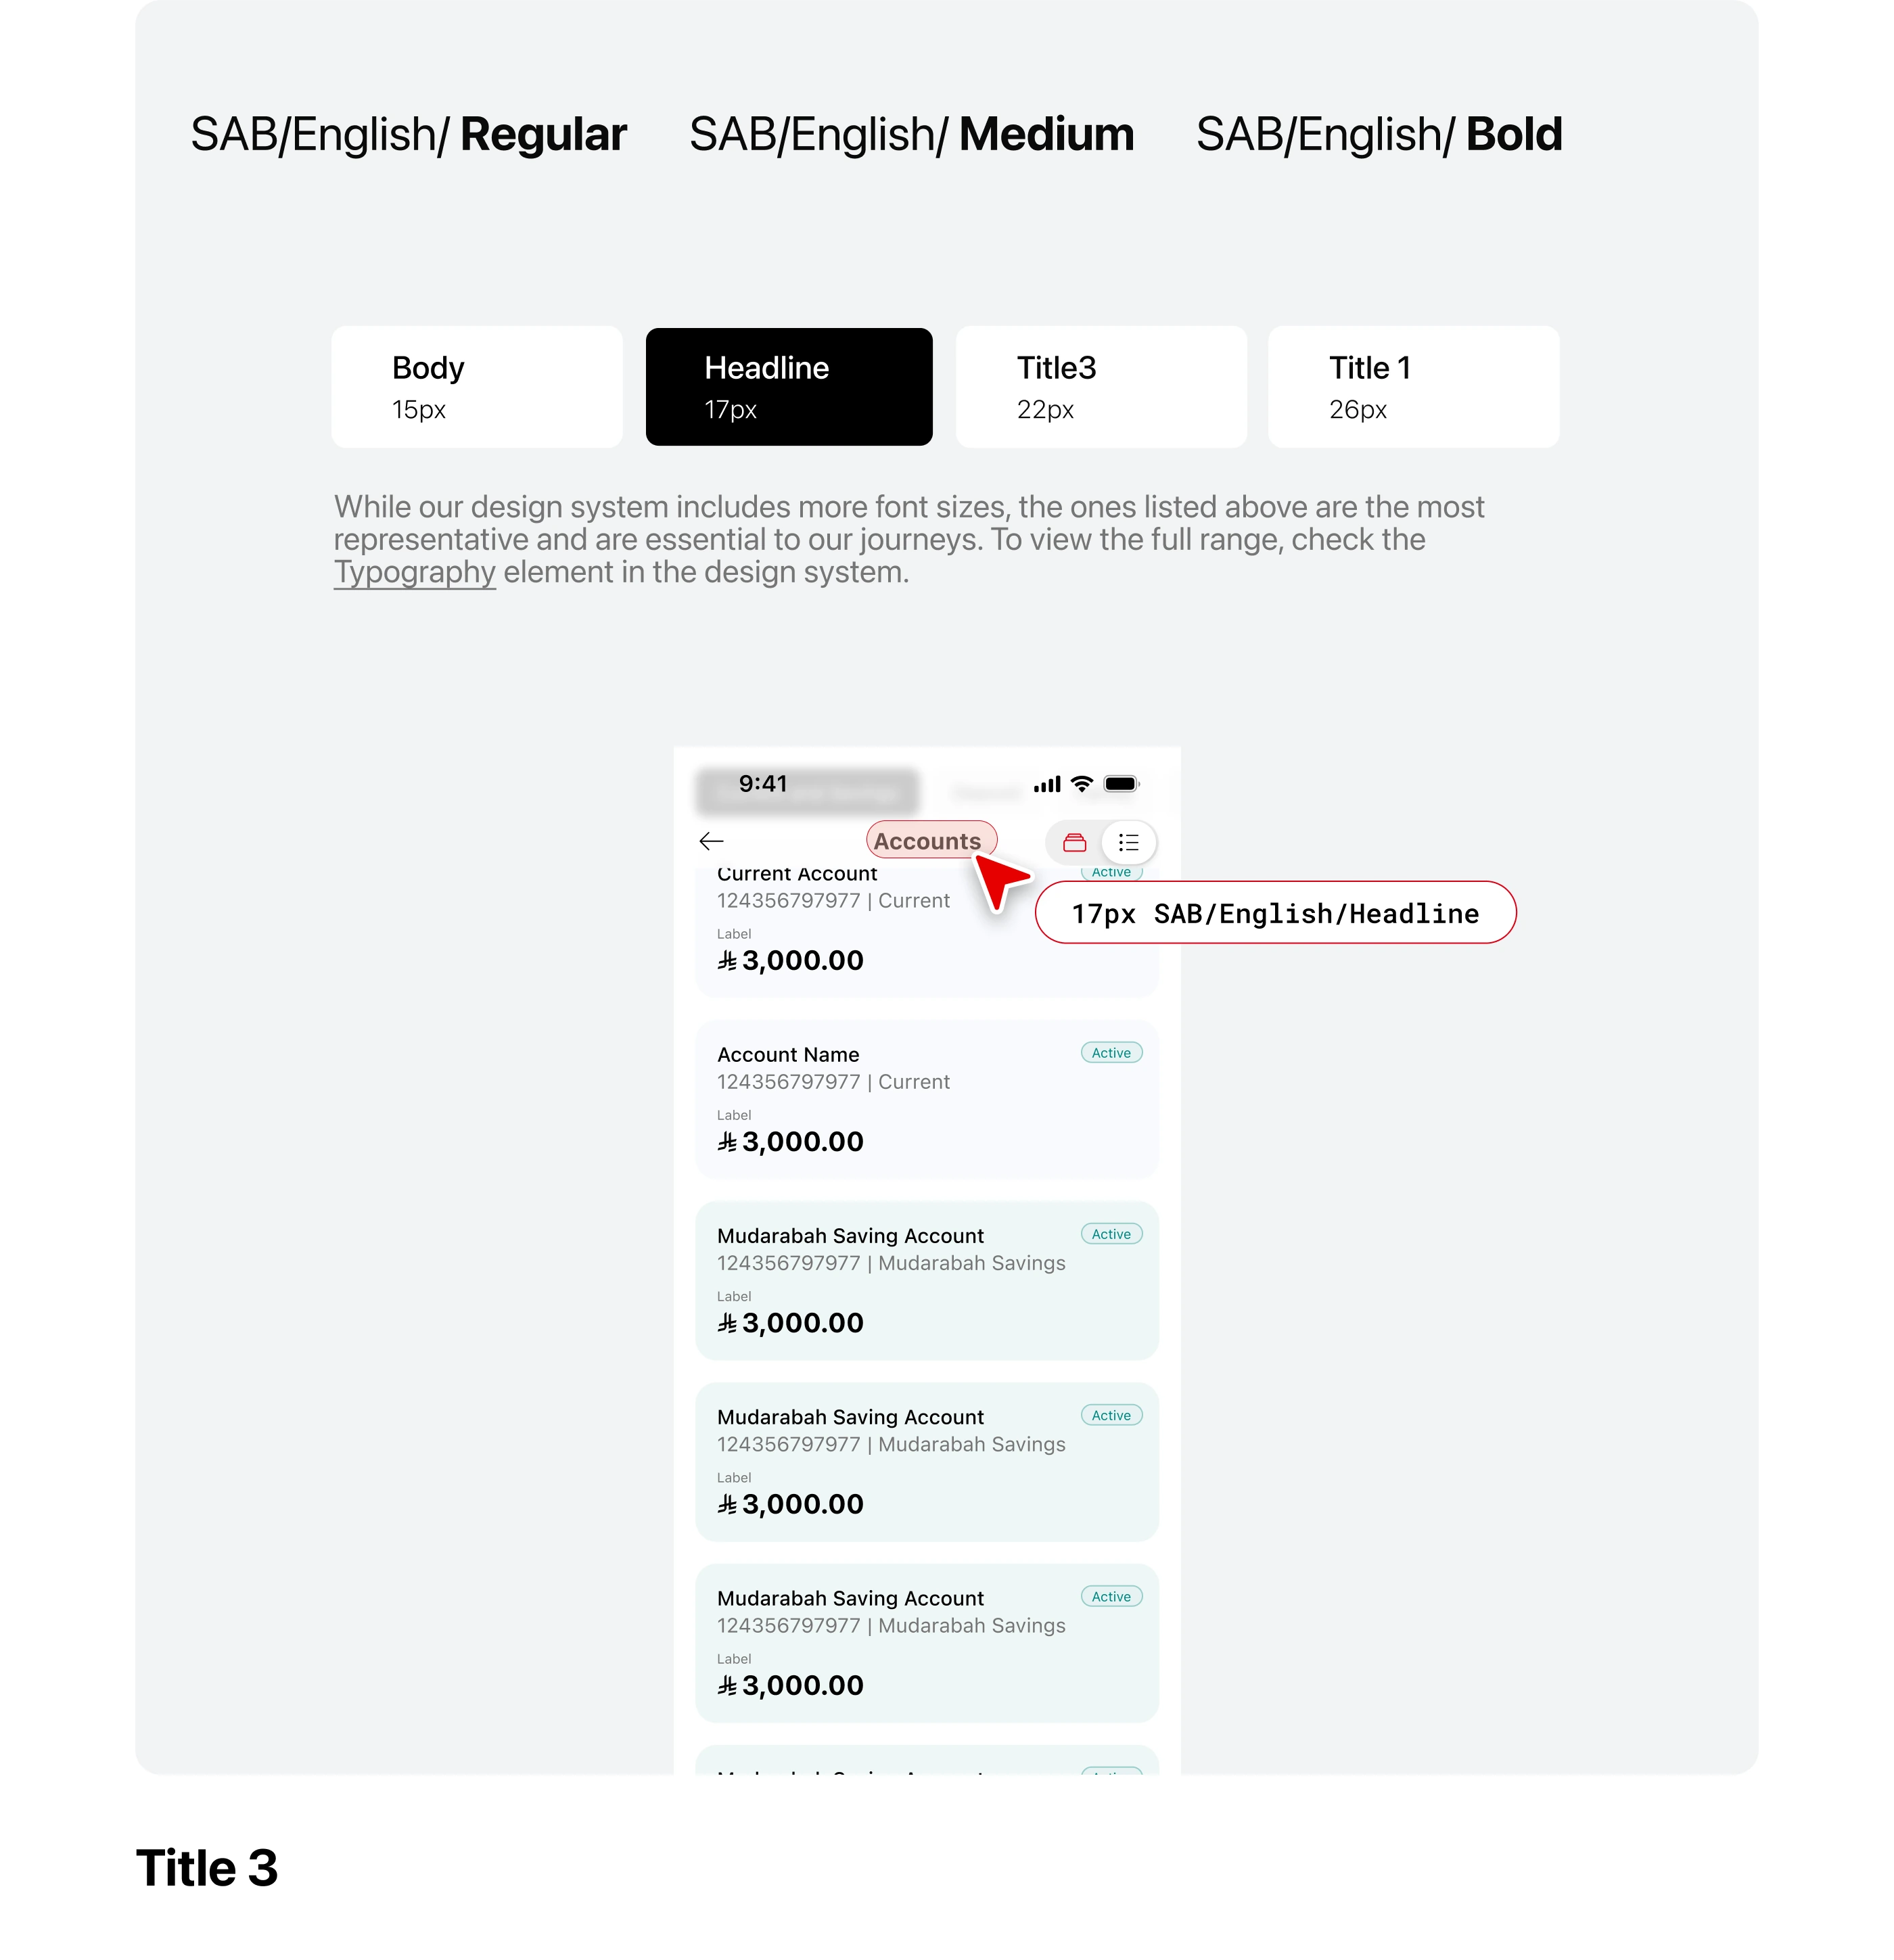 SAB/English/ Regular
SAB/English/ Medium
SAB/English/ Bold
Body
15px
Headline
17px
Title3
22px
Title 1
26px
While our design system includes more font sizes, the ones listed above are the most
representative and are essential to our journeys. To view the full range, check the
Typography element in the design system.
9:41
Accounts
17px SAB/English/Headline
Current Account
Active
124356797977 | Current
Label
3,000.00
Account Name
Active
124356797977 | Current
Label
3,000.00
Mudarabah Saving Account
Active
124356797977 | Mudarabah Savings
Label
3,000.00
Mudarabah Saving Account
Active
124356797977 | Mudarabah Savings
Label
3,000.00
Mudarabah Saving Account
Active
124356797977 | Mudarabah Savings
Label
3,000.00
Title 3